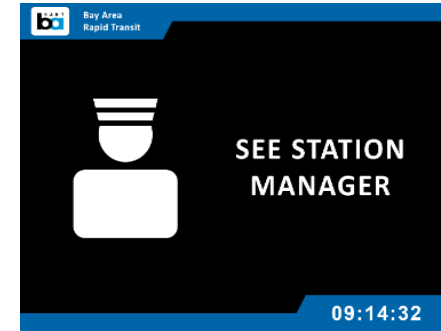 ba
Bay Area
Rapid Transit
SEE STATION
MANAGER
09:14:32